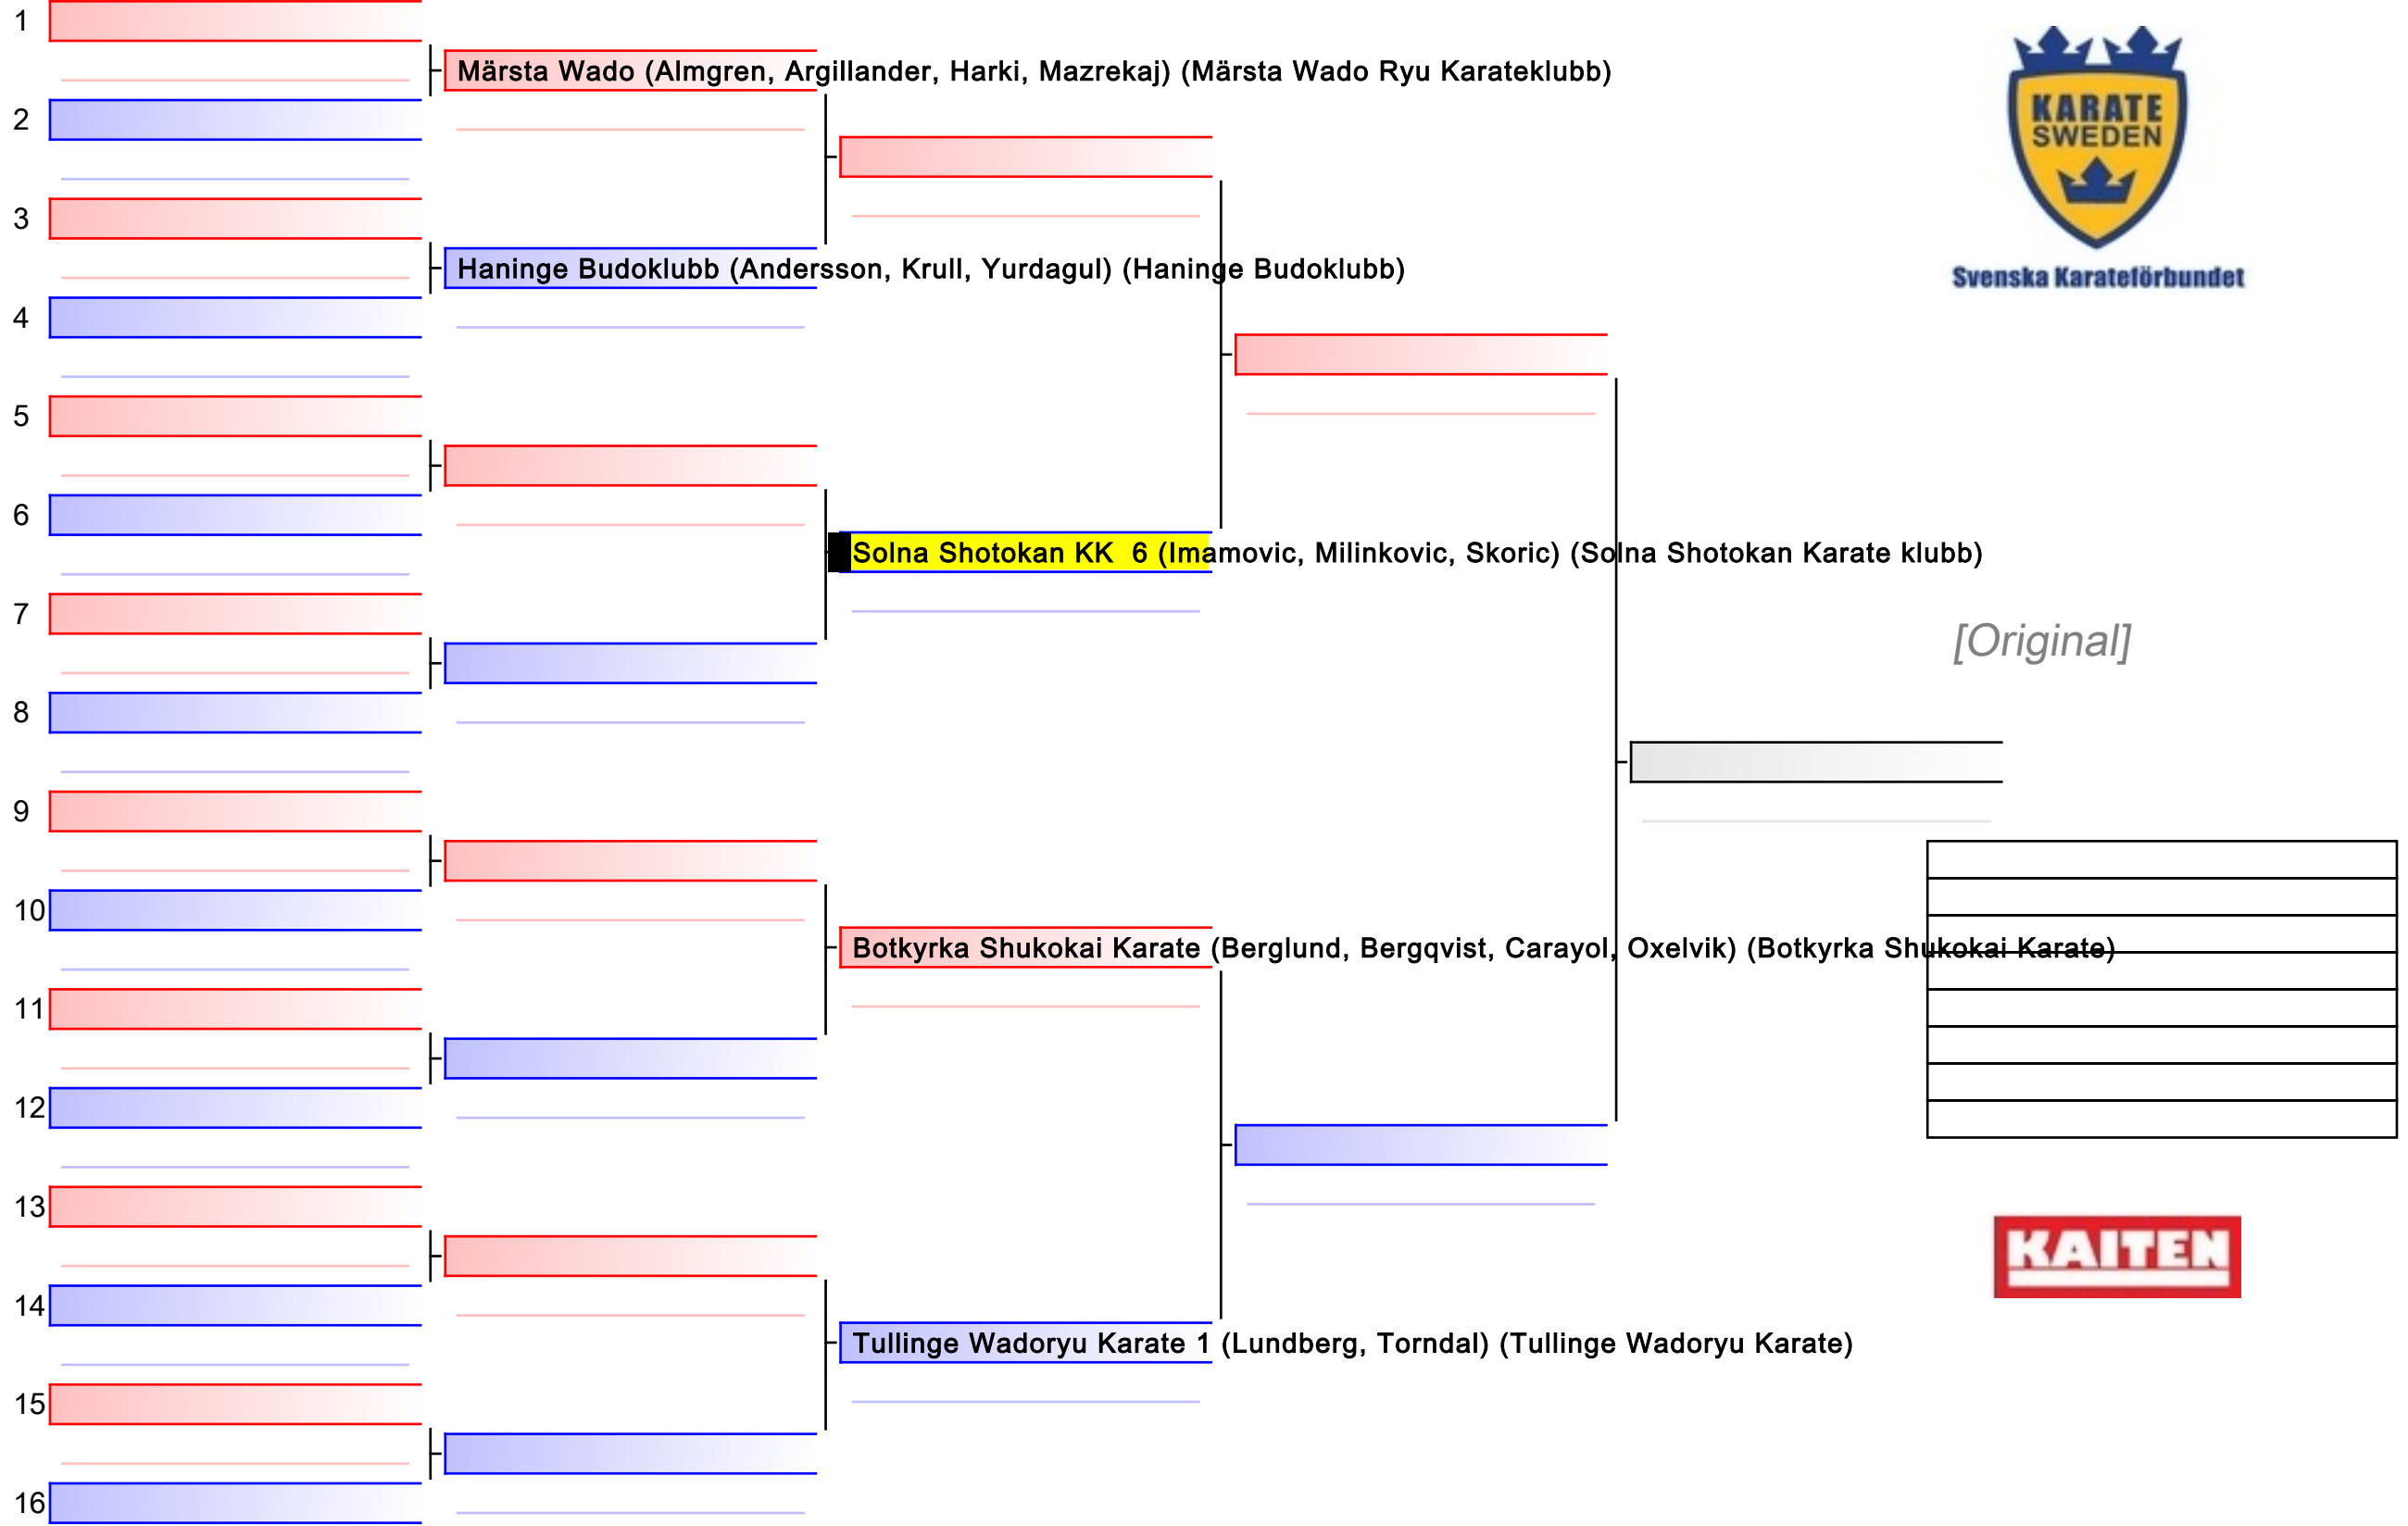 1
Märsta Wado (Almgren, Argillander, Harki, Mazrekaj) (Märsta Wado Ryu Karateklubb)
2
3
Haninge Budoklubb (Andersson, Krull, Yurdagul) (Haninge Budoklubb)
4
5
6
Solna Shotokan KK  6 (Imamovic, Milinkovic, Skoric) (Solna Shotokan Karate klubb)
7
8
9
10
Botkyrka Shukokai Karate (Berglund, Bergqvist, Carayol, Oxelvik) (Botkyrka Shukokai Karate)
11
12
13
14
Tullinge Wadoryu Karate 1 (Lundberg, Torndal) (Tullinge Wadoryu Karate)
15
16
KARATE
SWEDEN
Svenska Karateförbundet
[Original]
KAITEN